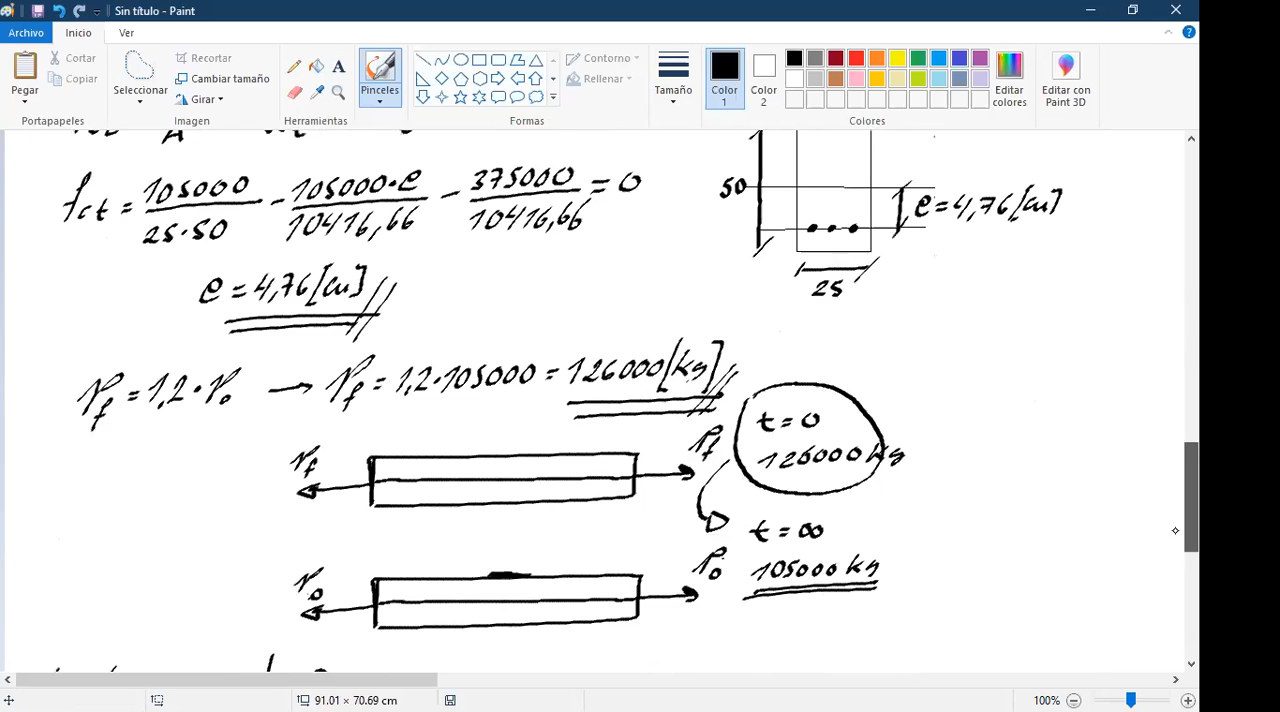 Sin título - Paint
Archivo Inicio Ver
Pegar
Cortar
Copiar
Portapapeles
Seleccionar
Recortar
Cambiar tamaño
Girar
Imagen
A
Herramientas
Pinceles
Contorno
Rellenar
Formas
Tamaño
Color 1
Color 2
Editar colores
Colores
Editar con Paint 3D
fct = 105000/25·50 - 105000·e/10416,66 - 375000/10416,66 = 0
e = 4,76[cm]
50
e = 4,76[cm]
25
Pf = 1,2·Po → Pf = 1,2·105000 = 126000[kg]
Pf
Pf
t = 0
126000 kg
t = ∞
Po
Po
105000 kg
91.01 × 70.69 cm
100%